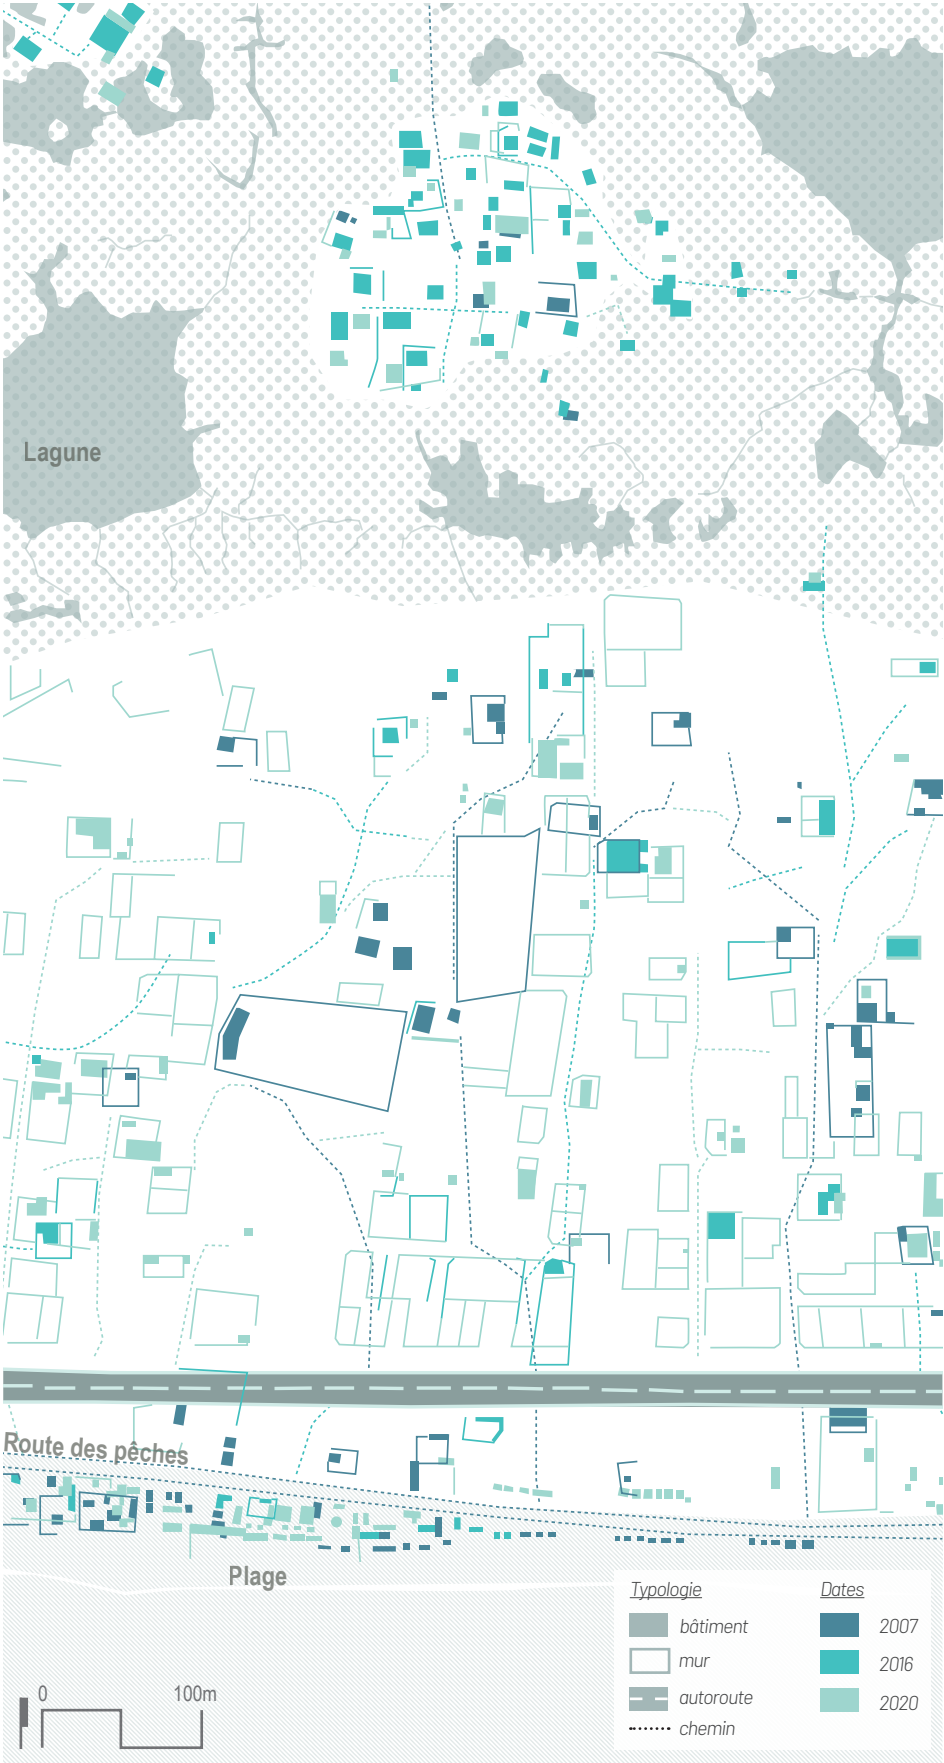 Lagune
Route des pêches
Plage
Typologie
bâtiment
mur
autoroute
chemin
Dates
2007
2016
2020
0
100m